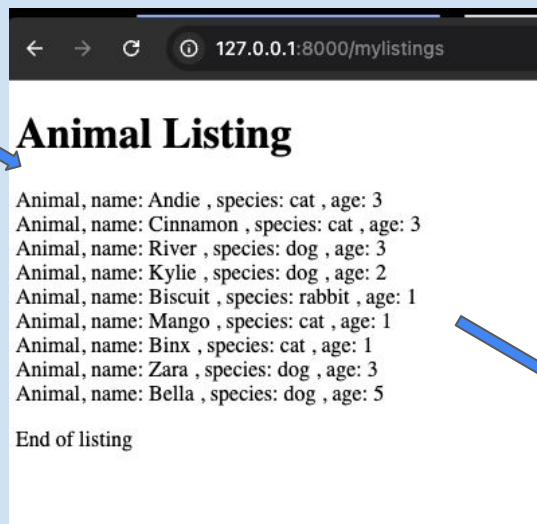 127.0.0.1:8000/mylistings
Animal Listing
Animal, name: Andie , species: cat , age: 3
Animal, name: Cinnamon , species: cat , age: 3
Animal, name: River , species: dog , age: 3
Animal, name: Kylie , species: dog , age: 2
Animal, name: Biscuit , species: rabbit , age: 1
Animal, name: Mango , species: cat , age: 1
Animal, name: Binx , species: cat , age: 1
Animal, name: Zara , species: dog , age: 3
Animal, name: Bella , species: dog , age: 5
End of listing